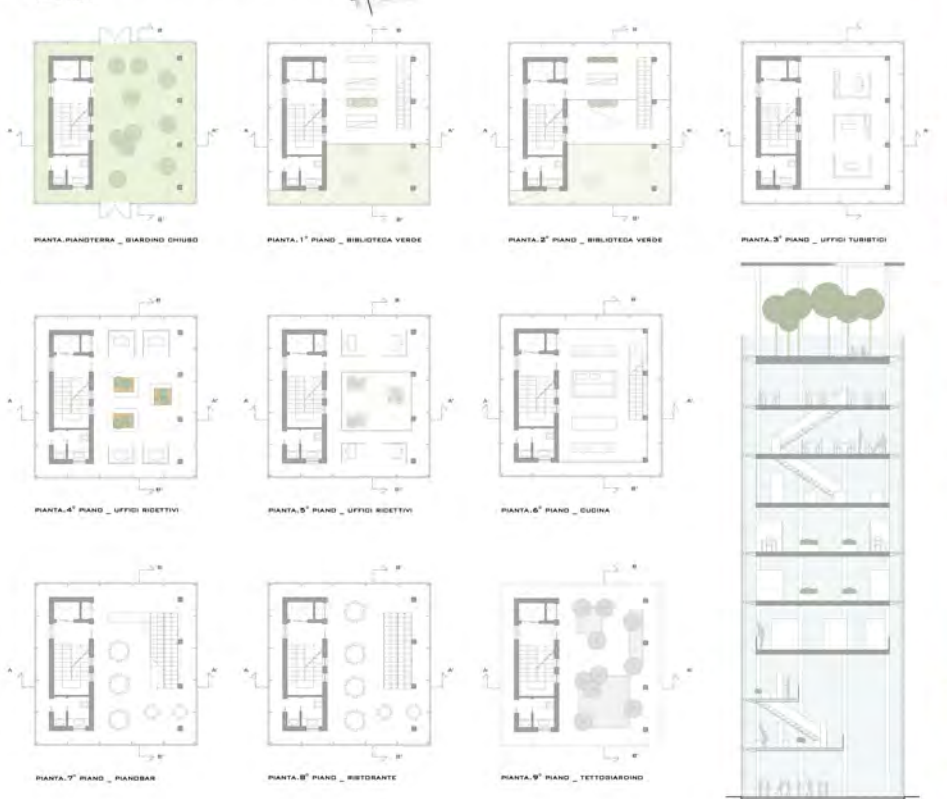 PIANTA.PIANOTERRA _ GIARDINO CHIUSO
PIANTA.1° PIANO _ BIBLIOTECA VERDE
PIANTA.2° PIANO _ BIBLIOTECA VERDE
PIANTA.3° PIANO _ UFFICI TURISTICI
PIANTA.4° PIANO _ UFFICI RICETTIVI
PIANTA.5° PIANO _ UFFICI RICETTIVI
PIANTA.6° PIANO _ CUCINA
PIANTA.7° PIANO _ PIANOBAR
PIANTA.8° PIANO _ RISTORANTE
PIANTA.9° PIANO _ TETTOGIARDINO